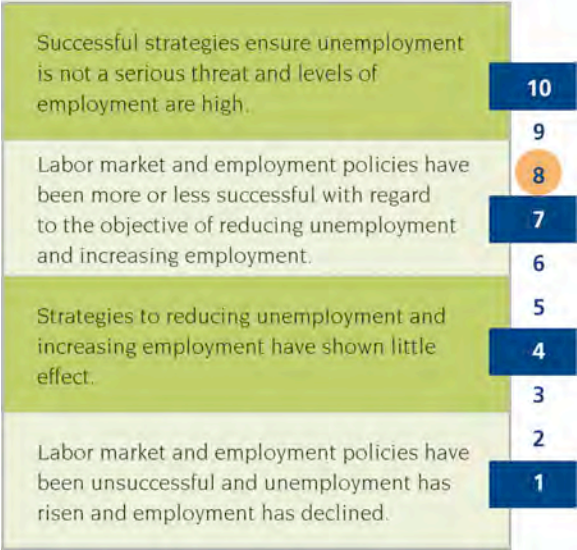 Successful strategies ensure unemployment
is not a serious threat and levels of
employment are high.
10
9
Labor market and employment policies have
been more or less successful with regard
to the objective of reducing unemployment
and increasing employment.
8
7
6
5
Strategies to reducing unemployment and
increasing employment have shown little
effect.
4
3
2
Labor market and employment policies have
been unsuccessful and unemployment has
risen and employment has declined.
1